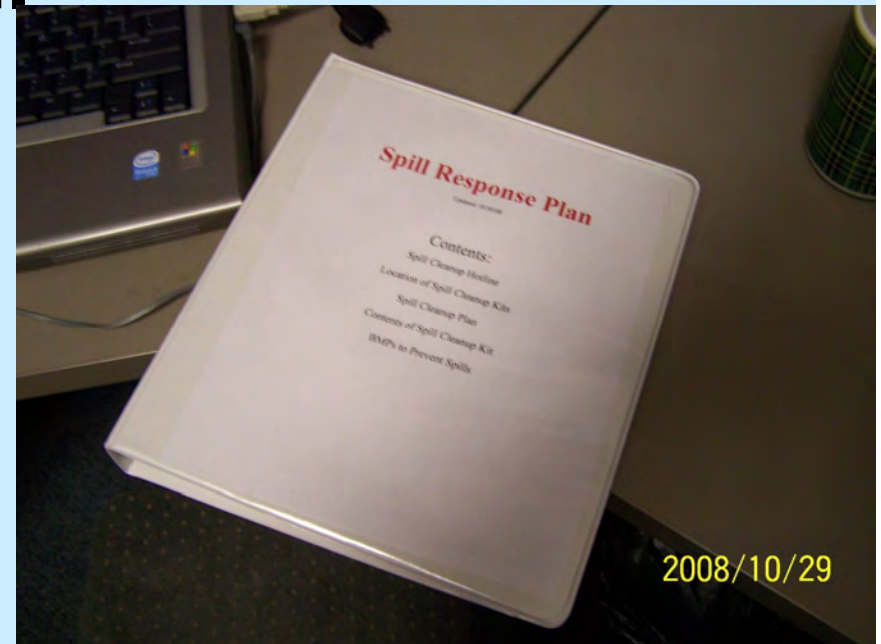 Spill Response Plan
Contents:
Spill Cleanup Hotline
Location of Spill Cleanup Kits
Spill Cleanup Plan
Contents of Spill Cleanup Kit
BMPs to Prevent Spills
intel
2008/10/29